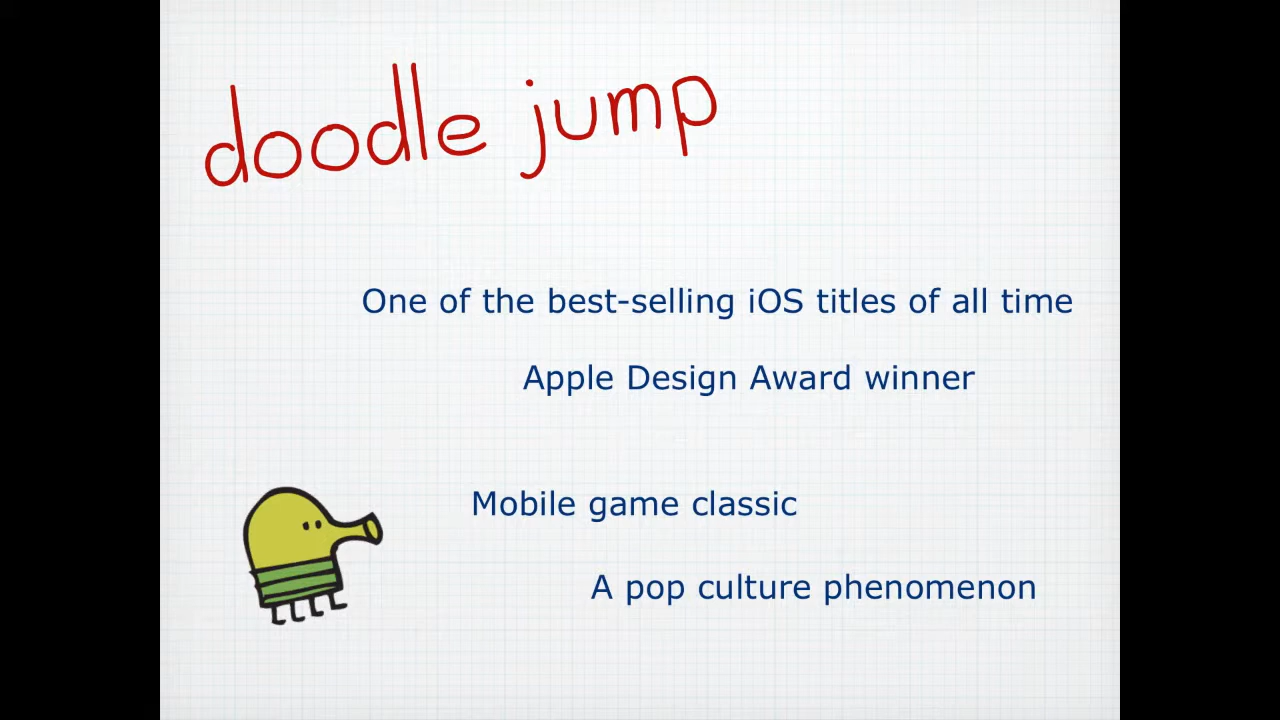 doodle jump
One of the best-selling iOS titles of all time
Apple Design Award winner
Mobile game classic
A pop culture phenomenon